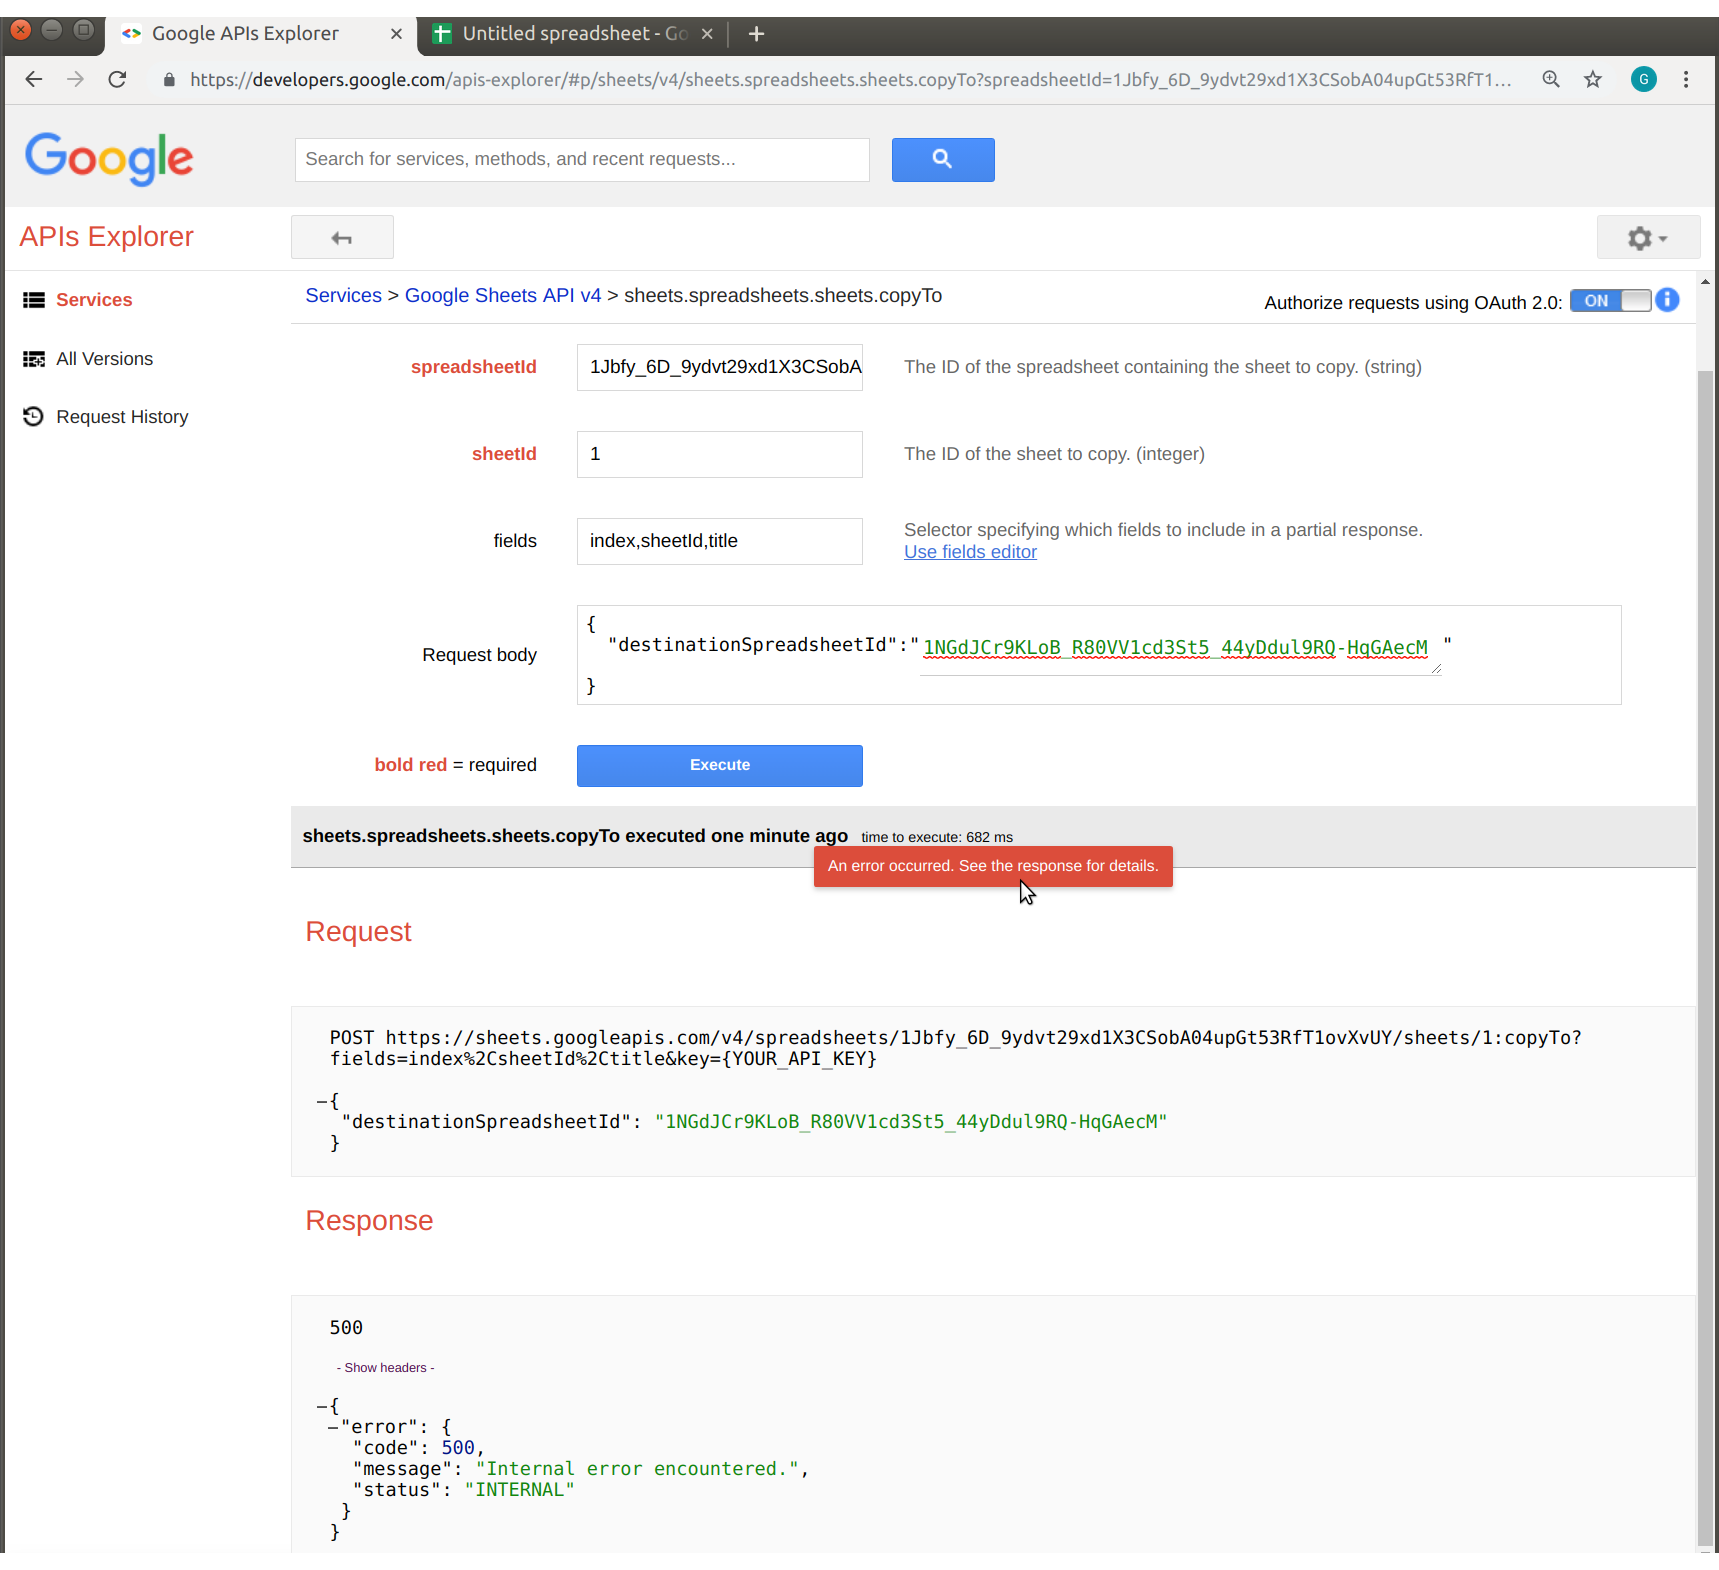 Google APIs Explorer
Untitled spreadsheet - Go
https://developers.google.com/apis-explorer/#p/sheets/v4/sheets.spreadsheets.sheets.copyTo?spreadsheetId=1Jbfy_6D_9ydvt29xd1X3CSobA04upGt53RfT1...
G
Google
Search for services, methods, and recent requests...
APIs Explorer
Services
All Versions
Request History
Services > Google Sheets API v4 > sheets.spreadsheets.sheets.copyTo
Authorize requests using OAuth 2.0: ON i
spreadsheetId
1Jbfy_6D_9ydvt29xd1X3CSobA
The ID of the spreadsheet containing the sheet to copy. (string)
sheetId
1
The ID of the sheet to copy. (integer)
fields
index,sheetId,title
Selector specifying which fields to include in a partial response.
Use fields editor
Request body
{
"destinationSpreadsheetId":"1NGdJCr9KLoB_R80VV1cd3St5_44yDdul9RQ-HqGAecM "
}
bold red = required
Execute
sheets.spreadsheets.sheets.copyTo executed one minute ago time to execute: 682 ms
An error occurred. See the response for details.
Request
POST https://sheets.googleapis.com/v4/spreadsheets/1Jbfy_6D_9ydvt29xd1X3CSobA04upGt53RfT1ovXvUY/sheets/1:copyTo?
fields=index%2CsheetId%2Ctitle&key={YOUR_API_KEY}
–{
"destinationSpreadsheetId": "1NGdJCr9KLoB_R80VV1cd3St5_44yDdul9RQ-HqGAecM"
}
Response
500
- Show headers -
–{
–"error": {
"code": 500,
"message": "Internal error encountered.",
"status": "INTERNAL"
}
}